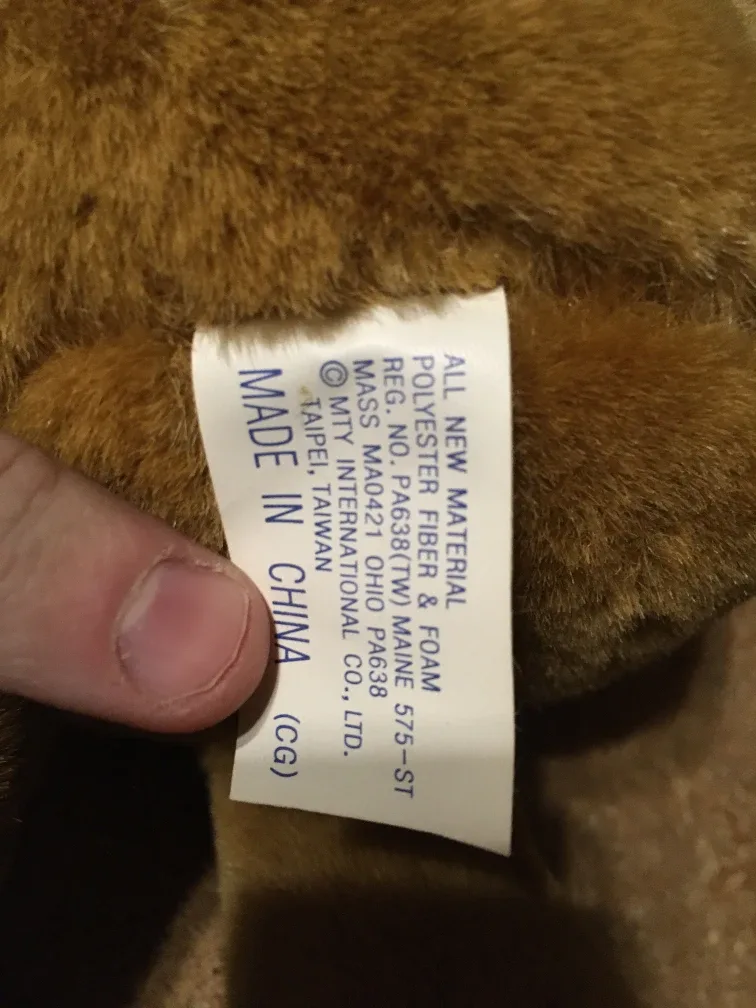 ALL NEW MATERIAL
POLYESTER FIBER & FOAM
REG. NO. PA638(TW) MAINE 575-ST
MASS MA0421 OHIO PA638
© MTY INTERNATIONAL CO., LTD.
TAIPEI, TAIWAN
MADE IN CHINA (CG)